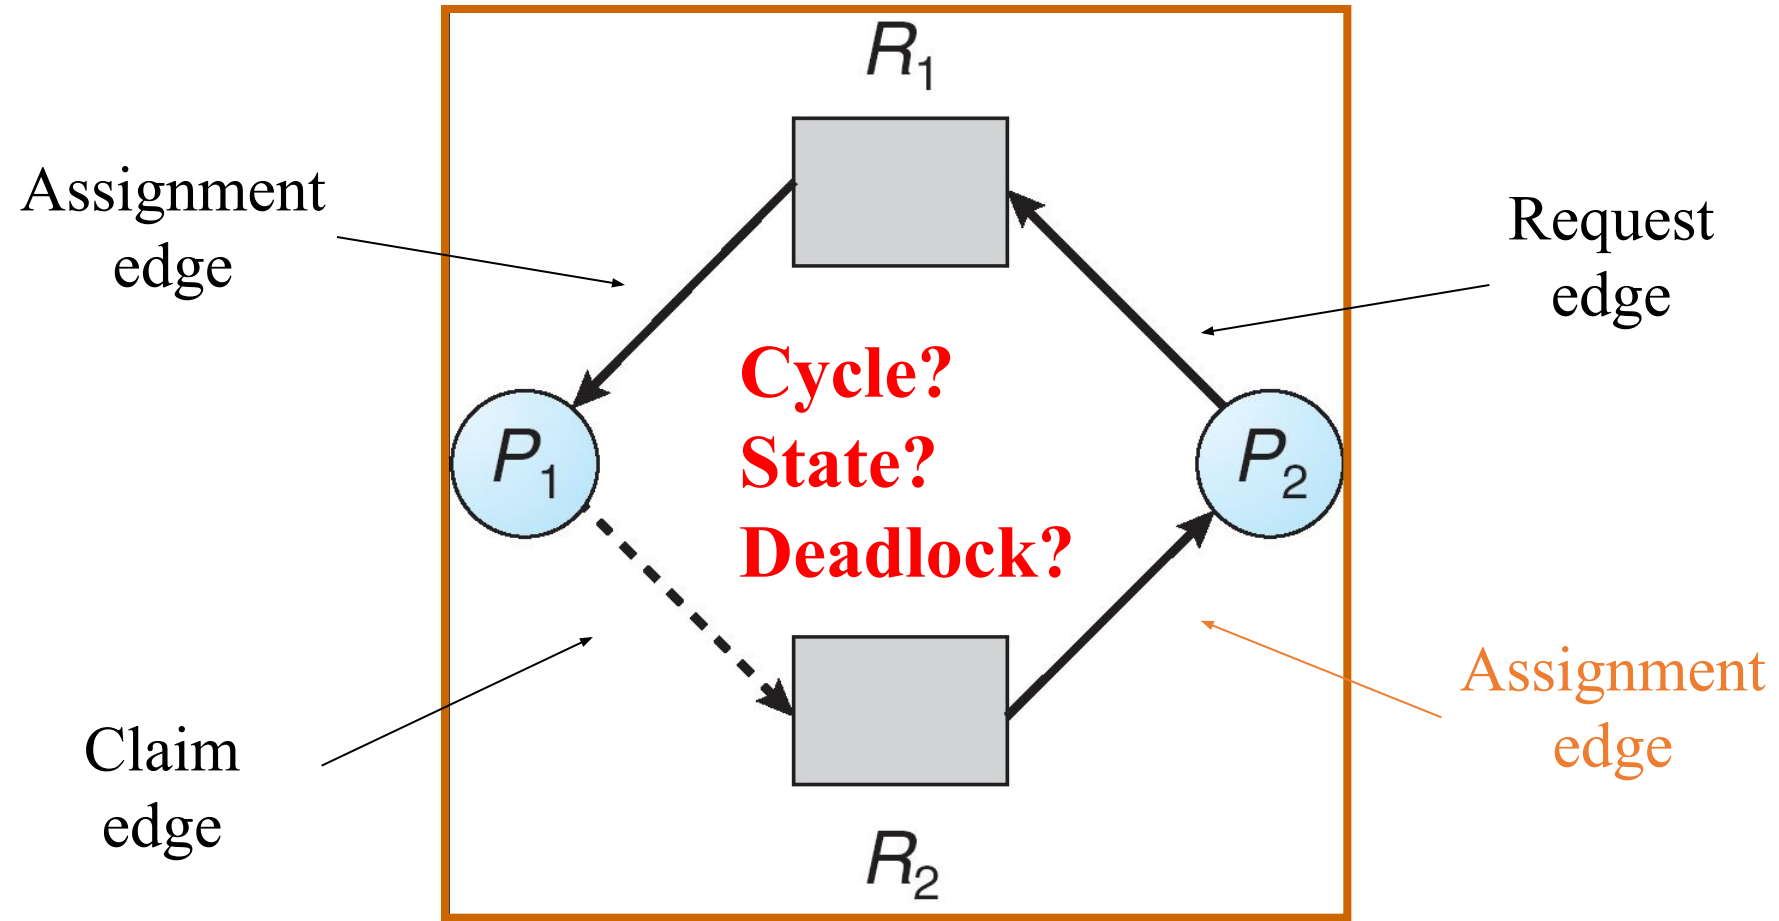 R1
Assignment
edge
Request
edge
Cycle?
State?
Deadlock?
P1
P2
Claim
edge
Assignment
edge
R2